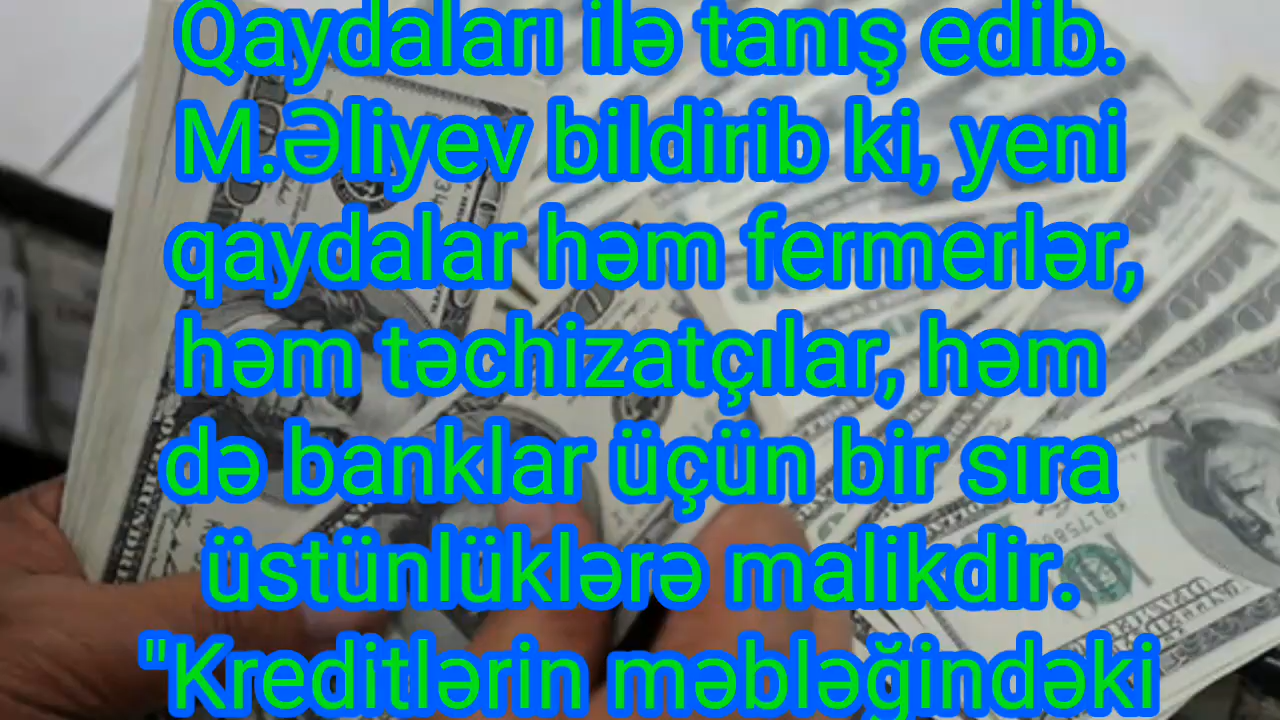 Qaydaları ilə tanış edib.
M.Əliyev bildirib ki, yeni
qaydalar həm fermerlər,
həm təchizatçılar, həm
də banklar üçün bir sıra
üstünlüklərə malikdir.
"Kreditlərin məbləğindəki